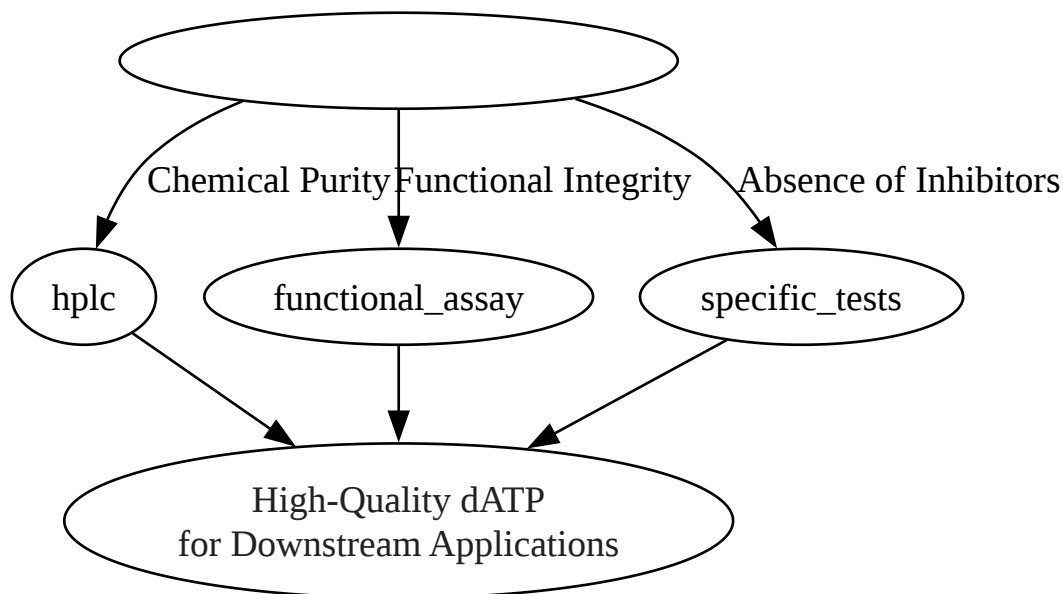 Chemical Purity
Functional Integrity
Absence of Inhibitors
hplc
functional_assay
specific_tests
High-Quality dATP
for Downstream Applications